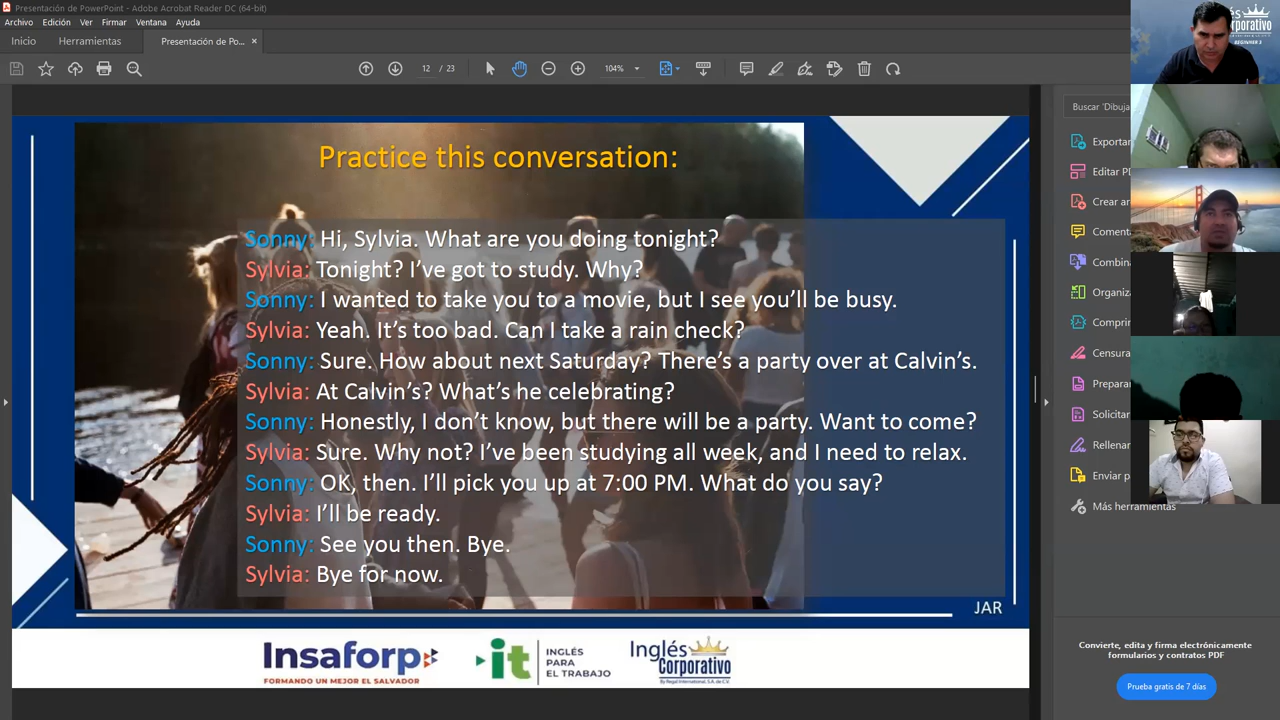 Presentación de PowerPoint - Adobe Acrobat Reader DC (64-bit)
Archivo Edición Ver Firmar Ventana Ayuda
Inicio Herramientas Presentación de Po... ×
12 / 23 104%
Practice this conversation:
Sonny: Hi, Sylvia. What are you doing tonight?
Sylvia: Tonight? I've got to study. Why?
Sonny: I wanted to take you to a movie, but I see you'll be busy.
Sylvia: Yeah. It's too bad. Can I take a rain check?
Sonny: Sure. How about next Saturday? There's a party over at Calvin's.
Sylvia: At Calvin's? What's he celebrating?
Sonny: Honestly, I don't know, but there will be a party. Want to come?
Sylvia: Sure. Why not? I've been studying all week, and I need to relax.
Sonny: OK, then. I'll pick you up at 7:00 PM. What do you say?
Sylvia: I'll be ready.
Sonny: See you then. Bye.
Sylvia: Bye for now.
JAR
Insaforp
FORMANDO UN MEJOR EL SALVADOR
it
INGLÉS
PARA
EL TRABAJO
Inglés
Corporativo
By Regal International, S.A. de C.V.
Buscar 'Dibuja
Exportar
Editar PD
Crear ar
Comenta
Combina
Organiz
Comprin
Censura
Prepara
Solicitar
Rellenar
Enviar p
Más herramientas
Convierte, edita y firma electrónicamente
formularios y contratos PDF
Prueba gratis de 7 días
BEGINNER 5